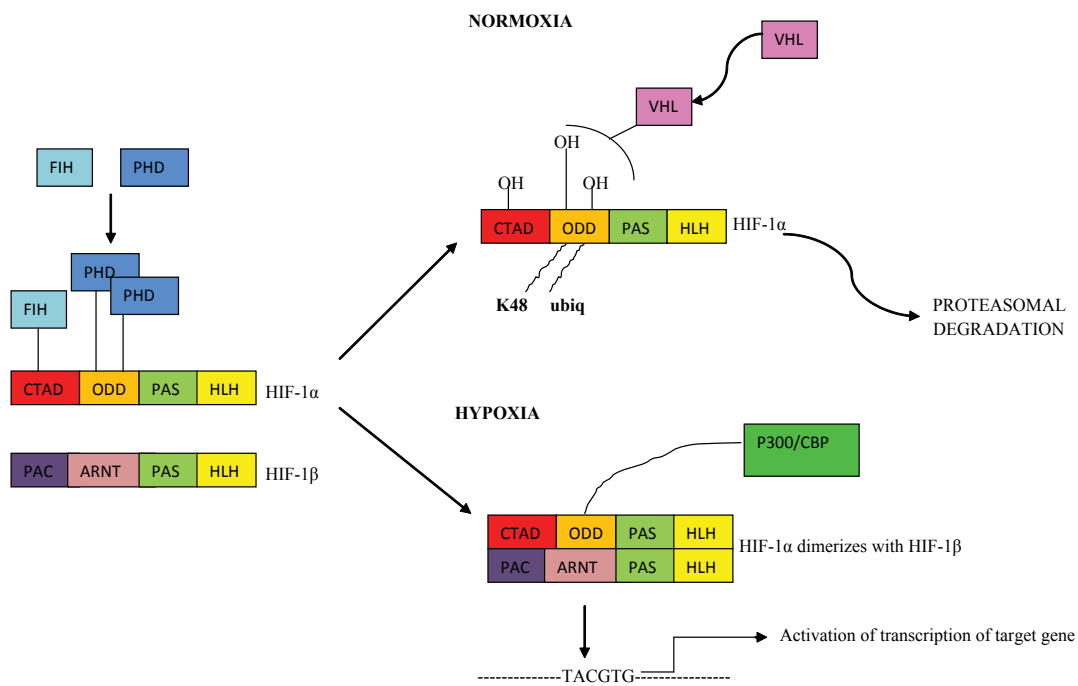 NORMOXIA
VHL
VHL
FIH PHD
OH
OH
OH
CTAD ODD PAS HLH HIF-1α
K48 ubiq
PROTEASOMAL
DEGRADATION
PHD
PHD
FIH
CTAD ODD PAS HLH HIF-1α
PAC ARNT PAS HLH HIF-1β
HYPOXIA
P300/CBP
CTAD ODD PAS HLH
PAC ARNT PAS HLH
HIF-1α dimerizes with HIF-1β
Activation of transcription of target gene
------------TACGTG------------